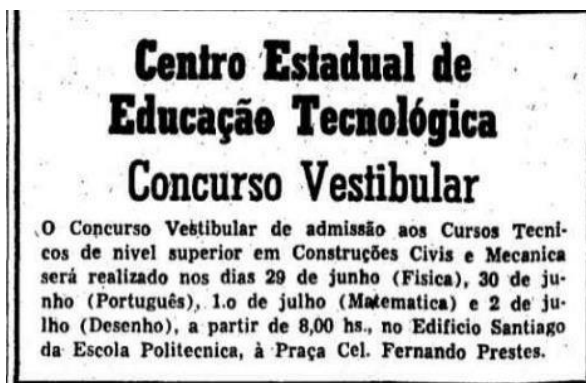 Centro Estadual de
Educação Tecnológica
Concurso Vestibular
O Concurso Vestibular de admissão aos Cursos Tecni-
cos de nivel superior em Construções Civis e Mecanica
será realizado nos dias 29 de junho (Fisica), 30 de ju-
nho (Português), 1.o de julho (Matematica) e 2 de ju-
lho (Desenho), a partir de 8,00 hs., no Edificio Santiago
da Escola Politecnica, à Praça Cel. Fernando Prestes.